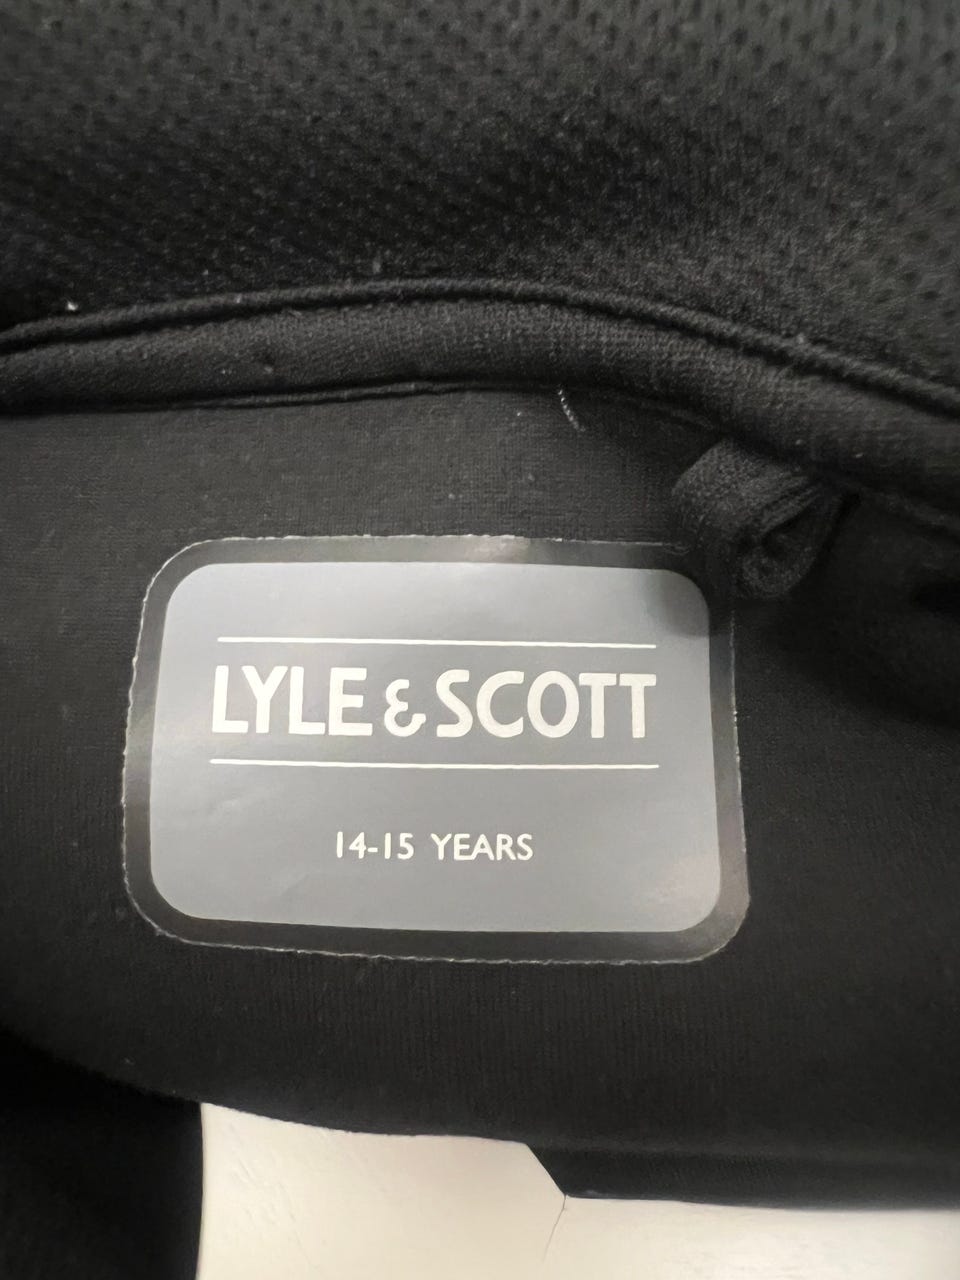 LYLE & SCOTT
14-15 YEARS